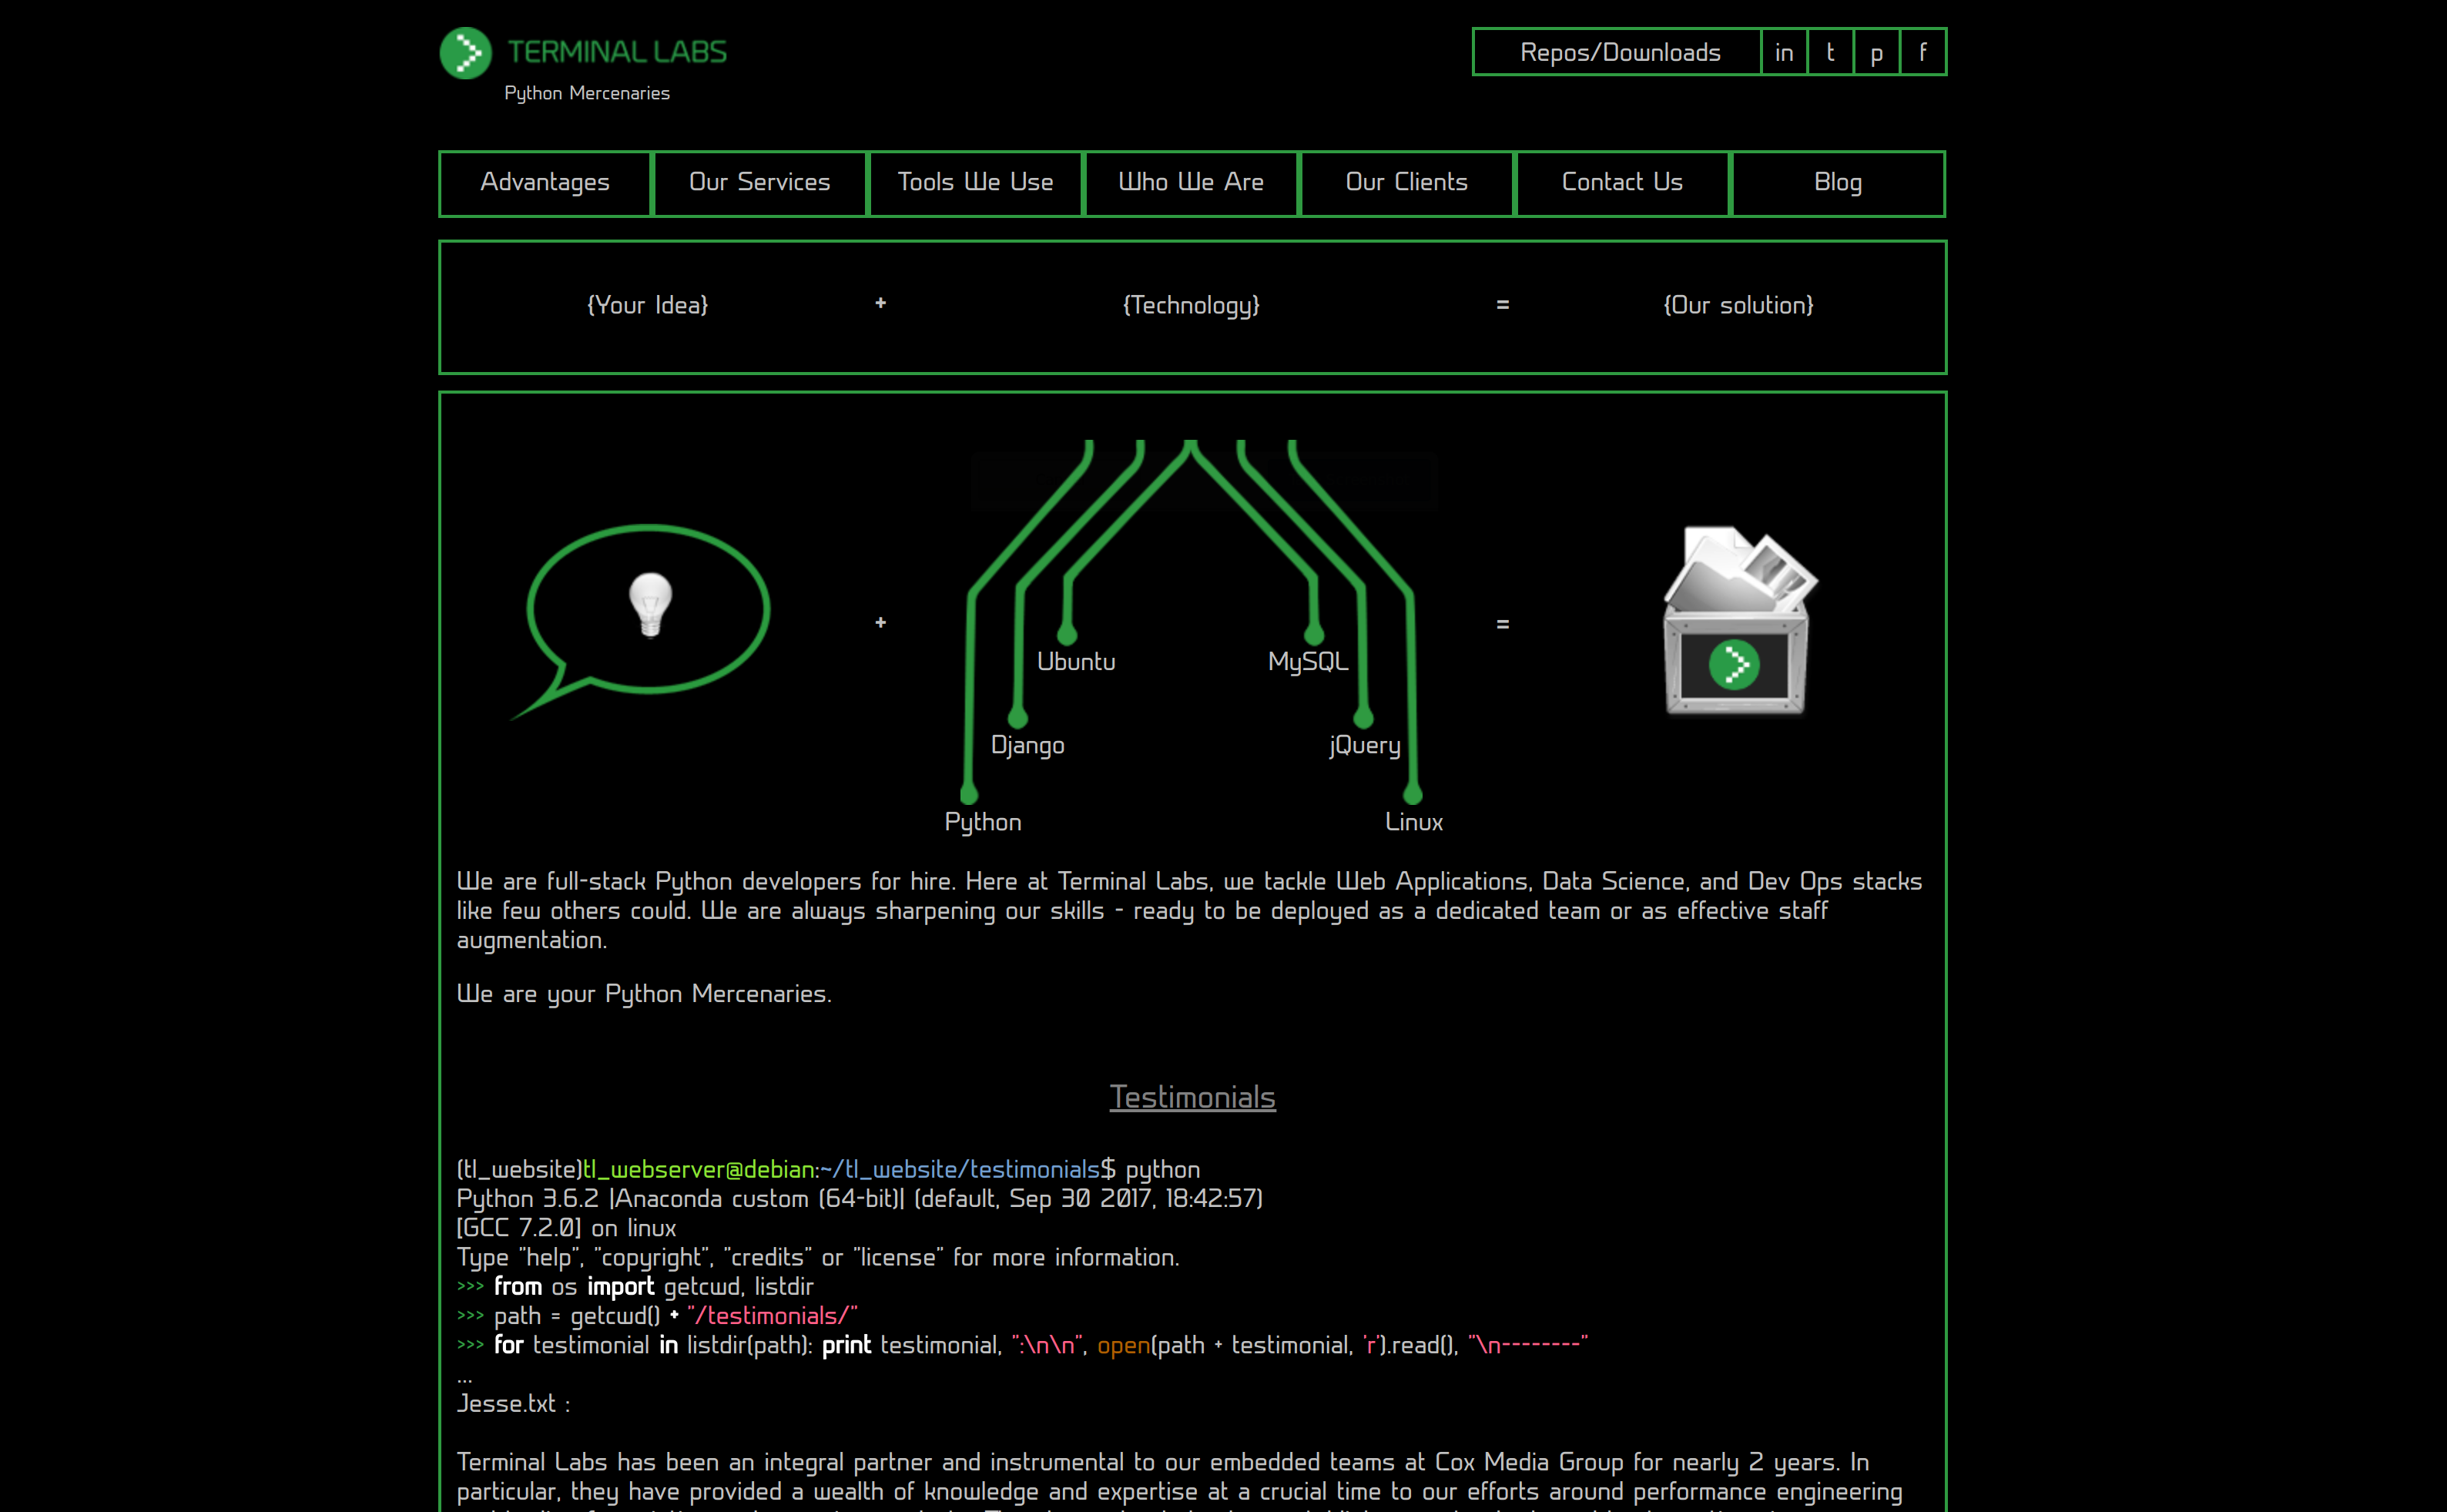 TERMINAL LABS
Python Mercenaries
Repos/Downloads in t p f
Advantages Our Services Tools We Use Who We Are Our Clients Contact Us Blog
{Your Idea} + {Technology} = {Our solution}
+ =
Ubuntu MySQL
Django jQuery
Python Linux
We are full-stack Python developers for hire. Here at Terminal Labs, we tackle Web Applications, Data Science, and Dev Ops stacks
like few others could. We are always sharpening our skills - ready to be deployed as a dedicated team or as effective staff
augmentation.
We are your Python Mercenaries.
Testimonials
(tl_website)tl_webserver@debian:~/tl_website/testimonials$ python
Python 3.6.2 |Anaconda custom (64-bit)| (default, Sep 30 2017, 18:42:57)
[GCC 7.2.0] on linux
Type "help", "copyright", "credits" or "license" for more information.
>>> from os import getcwd, listdir
>>> path = getcwd() + "/testimonials/"
>>> for testimonial in listdir(path): print testimonial, ":\n\n", open(path + testimonial, 'r').read(), "\n--------"
...
Jesse.txt :
Terminal Labs has been an integral partner and instrumental to our embedded teams at Cox Media Group for nearly 2 years. In
particular, they have provided a wealth of knowledge and expertise at a crucial time to our efforts around performance engineering